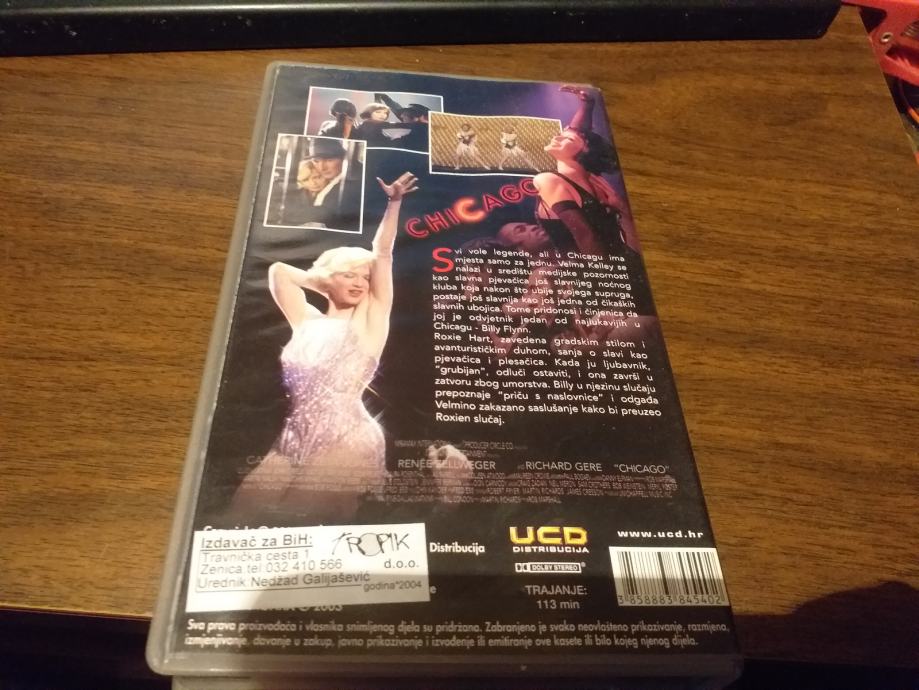 CHICAGO
Svi vole legende, ali u Chicagu ima
mjesta samo za jednu. Velma Kelley se
nalazi u središtu medijske pozornosti
kao slavna pjevačica još slavnijeg noćnog
kluba koja nakon što ubije svojega supruga,
postaje još slavnija kao još jedna od čikaških
slavnih ubojica. Tome pridonosi i činjenica da
joj je odvjetnik jedan od najlukavijih u
Chicagu - Billy Flynn.
Roxie Hart, zavedena gradskim stilom i
avanturističkim duhom, sanja o slavi kao
pjevačica i plesačica. Kada ju ljubavnik,
"grubijan", odluči ostaviti, i ona završi u
zatvoru zbog umorstva. Billy u njezinu slučaju
prepoznaje "priču s naslovnice" i odgađa
Velmino zakazano saslušanje kako bi preuzeo
Roxien slučaj.
PRODUCER CIRCLE CO.
RENÉE ZELLWEGER AND RICHARD GERE "CHICAGO"
Izdavač za BiH:
Travnička cesta 1
Zenica.tel:032 410 566
Urednik Nedžad Galijašević
TROPIK
d.o.o.
godina*2004
Distribucija
UCD
DISTRIBUCIJA
www.ucd.hr
DOLBY STEREO
TRAJANJE:
113 min
3 858883 845402
Sva prava proizvođača i vlasnika snimljenog djela su pridržana. Zabranjeno je svako neovlašteno prikazivanje, razmjena,
izmjenjivanje, davanje u zakup, javno prikazivanje i izvođenje ili emitiranje ove kasete ili bilo kojeg njenog dijela.